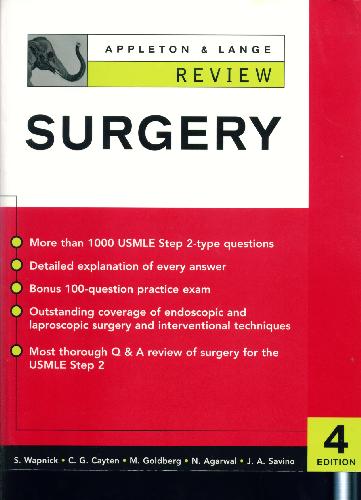 APPLETON & LANGE
REVIEW
SURGERY
More than 1000 USMLE Step 2-type questions
Detailed explanation of every answer
Bonus 100-question practice exam
Outstanding coverage of endoscopic and
laproscopic surgery and interventional techniques
Most thorough Q & A review of surgery for the
USMLE Step 2
S. Wapnick • C. G. Cayten • M. Goldberg • N. Agarwal • J. A. Savino
4
EDITION